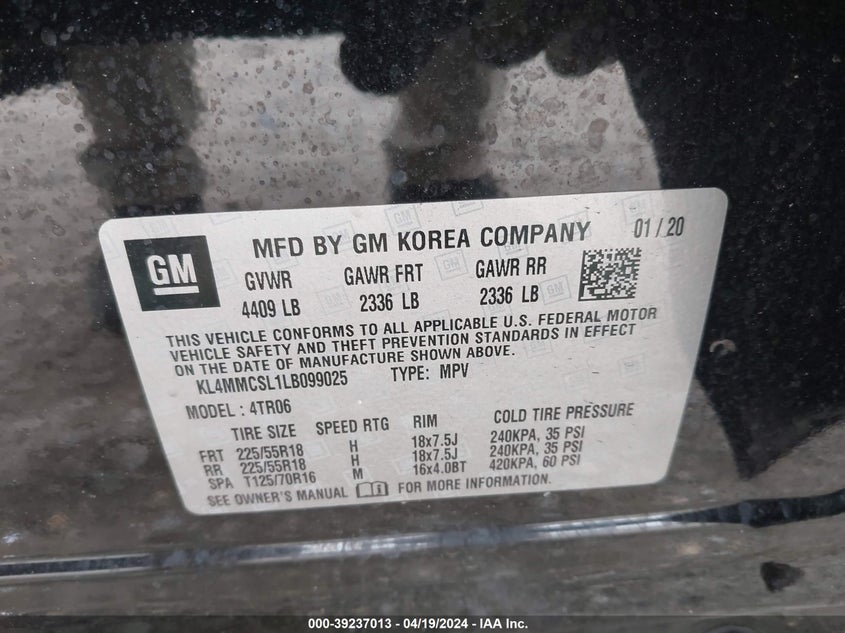 GM
MFD BY GM KOREA COMPANY 01 / 20
GVWR GAWR FRT GAWR RR
4409 LB 2336 LB 2336 LB
THIS VEHICLE CONFORMS TO ALL APPLICABLE U.S. FEDERAL MOTOR
VEHICLE SAFETY AND THEFT PREVENTION STANDARDS IN EFFECT
ON THE DATE OF MANUFACTURE SHOWN ABOVE.
KL4MMCSL1LB099025 TYPE: MPV
MODEL : 4TR06
TIRE SIZE SPEED RTG RIM COLD TIRE PRESSURE
FRT 225/55R18 H 18x7.5J 240KPA, 35 PSI
RR 225/55R18 H 18x7.5J 240KPA, 35 PSI
SPA T125/70R16 M 16x4.0BT 420KPA, 60 PSI
SEE OWNER'S MANUAL FOR MORE INFORMATION.
000-39237013 - 04/19/2024 - IAA Inc.